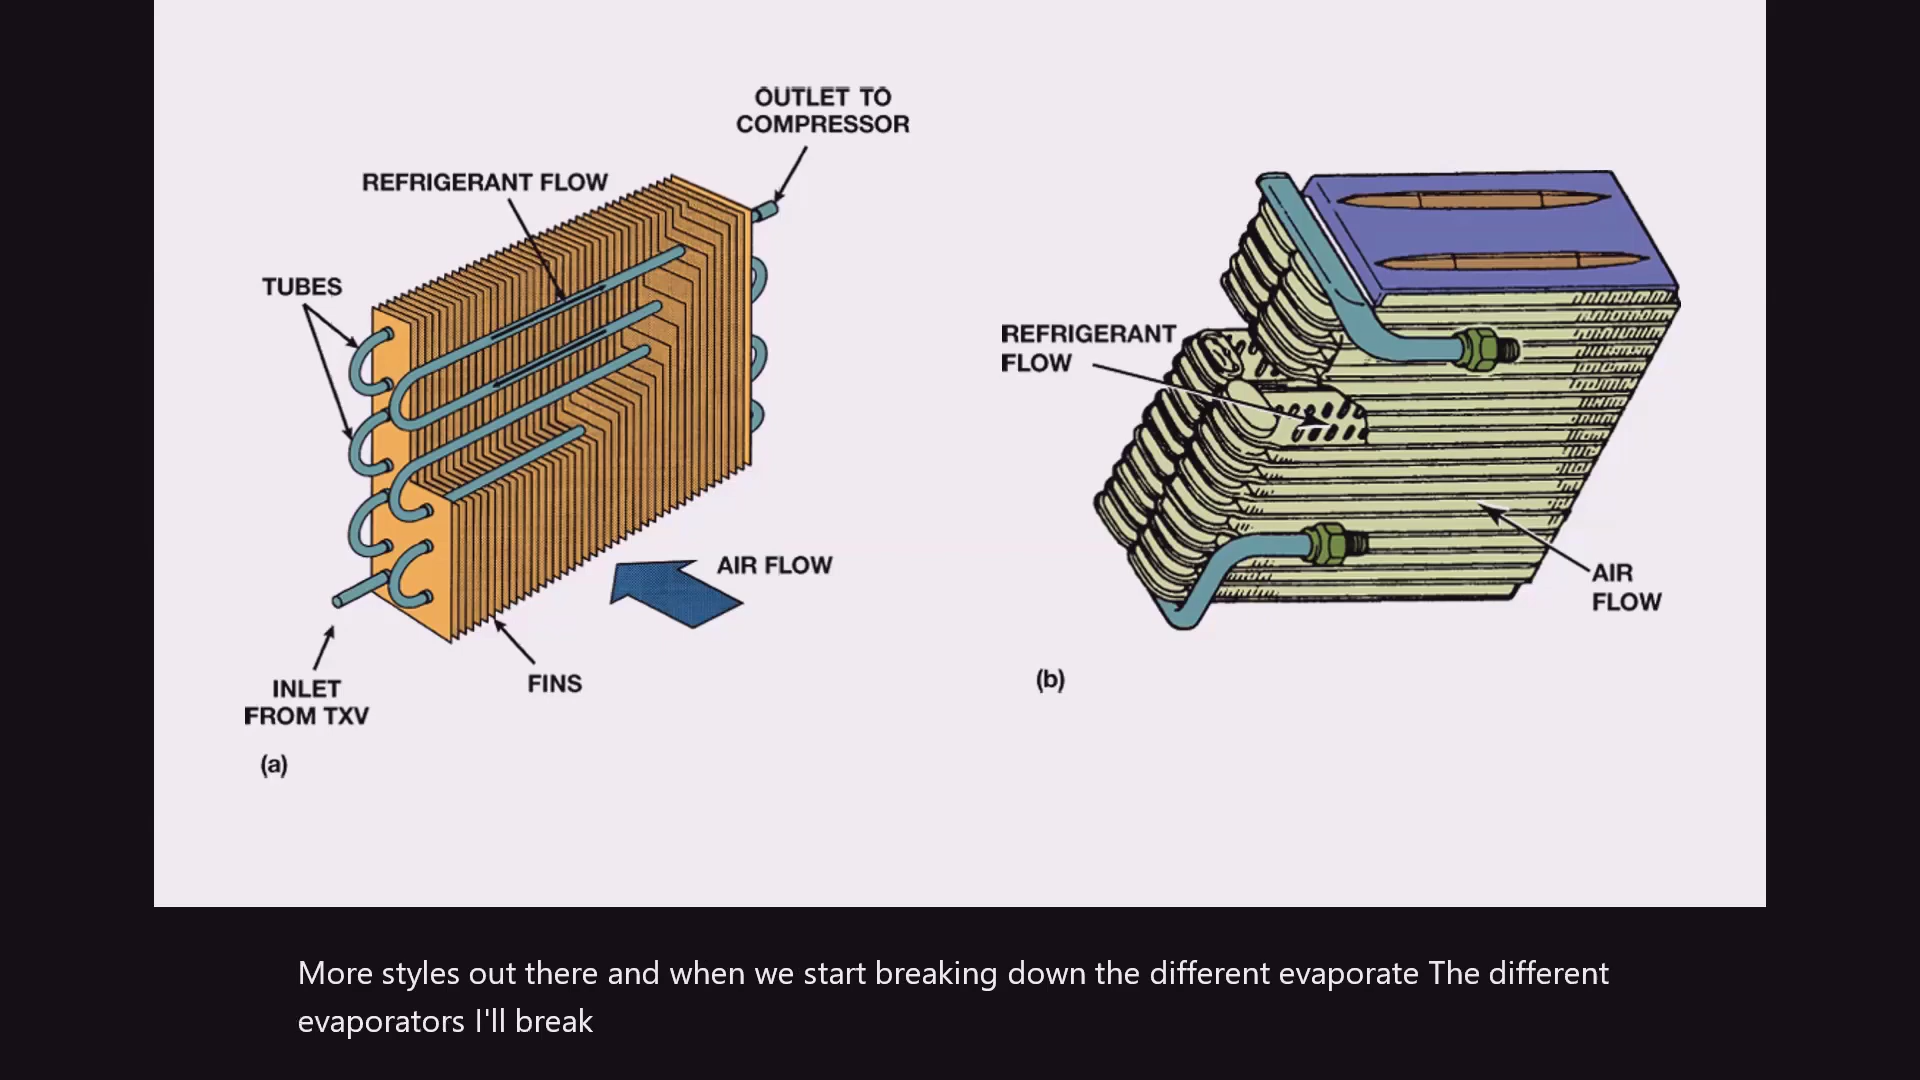 OUTLET TO
COMPRESSOR
REFRIGERANT FLOW
TUBES
AIR FLOW
FINS
INLET
FROM TXV
(a)
REFRIGERANT
FLOW
AIR
FLOW
(b)
More styles out there and when we start breaking down the different evaporate The different
evaporators I'll break